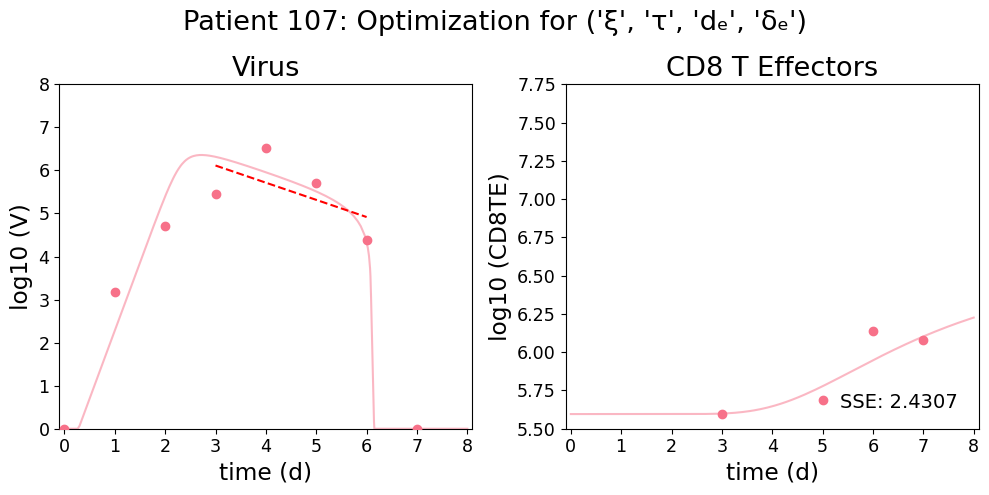 Patient 107: Optimization for ('ξ', 'τ', 'dₑ', 'δₑ')
Virus
8
7
6
5
4
3
2
1
0
log10 (V)
0 1 2 3 4 5 6 7 8
time (d)
CD8 T Effectors
7.75
7.50
7.25
7.00
6.75
6.50
6.25
6.00
5.75
5.50
log10 (CD8TE)
SSE: 2.4307
0 1 2 3 4 5 6 7 8
time (d)